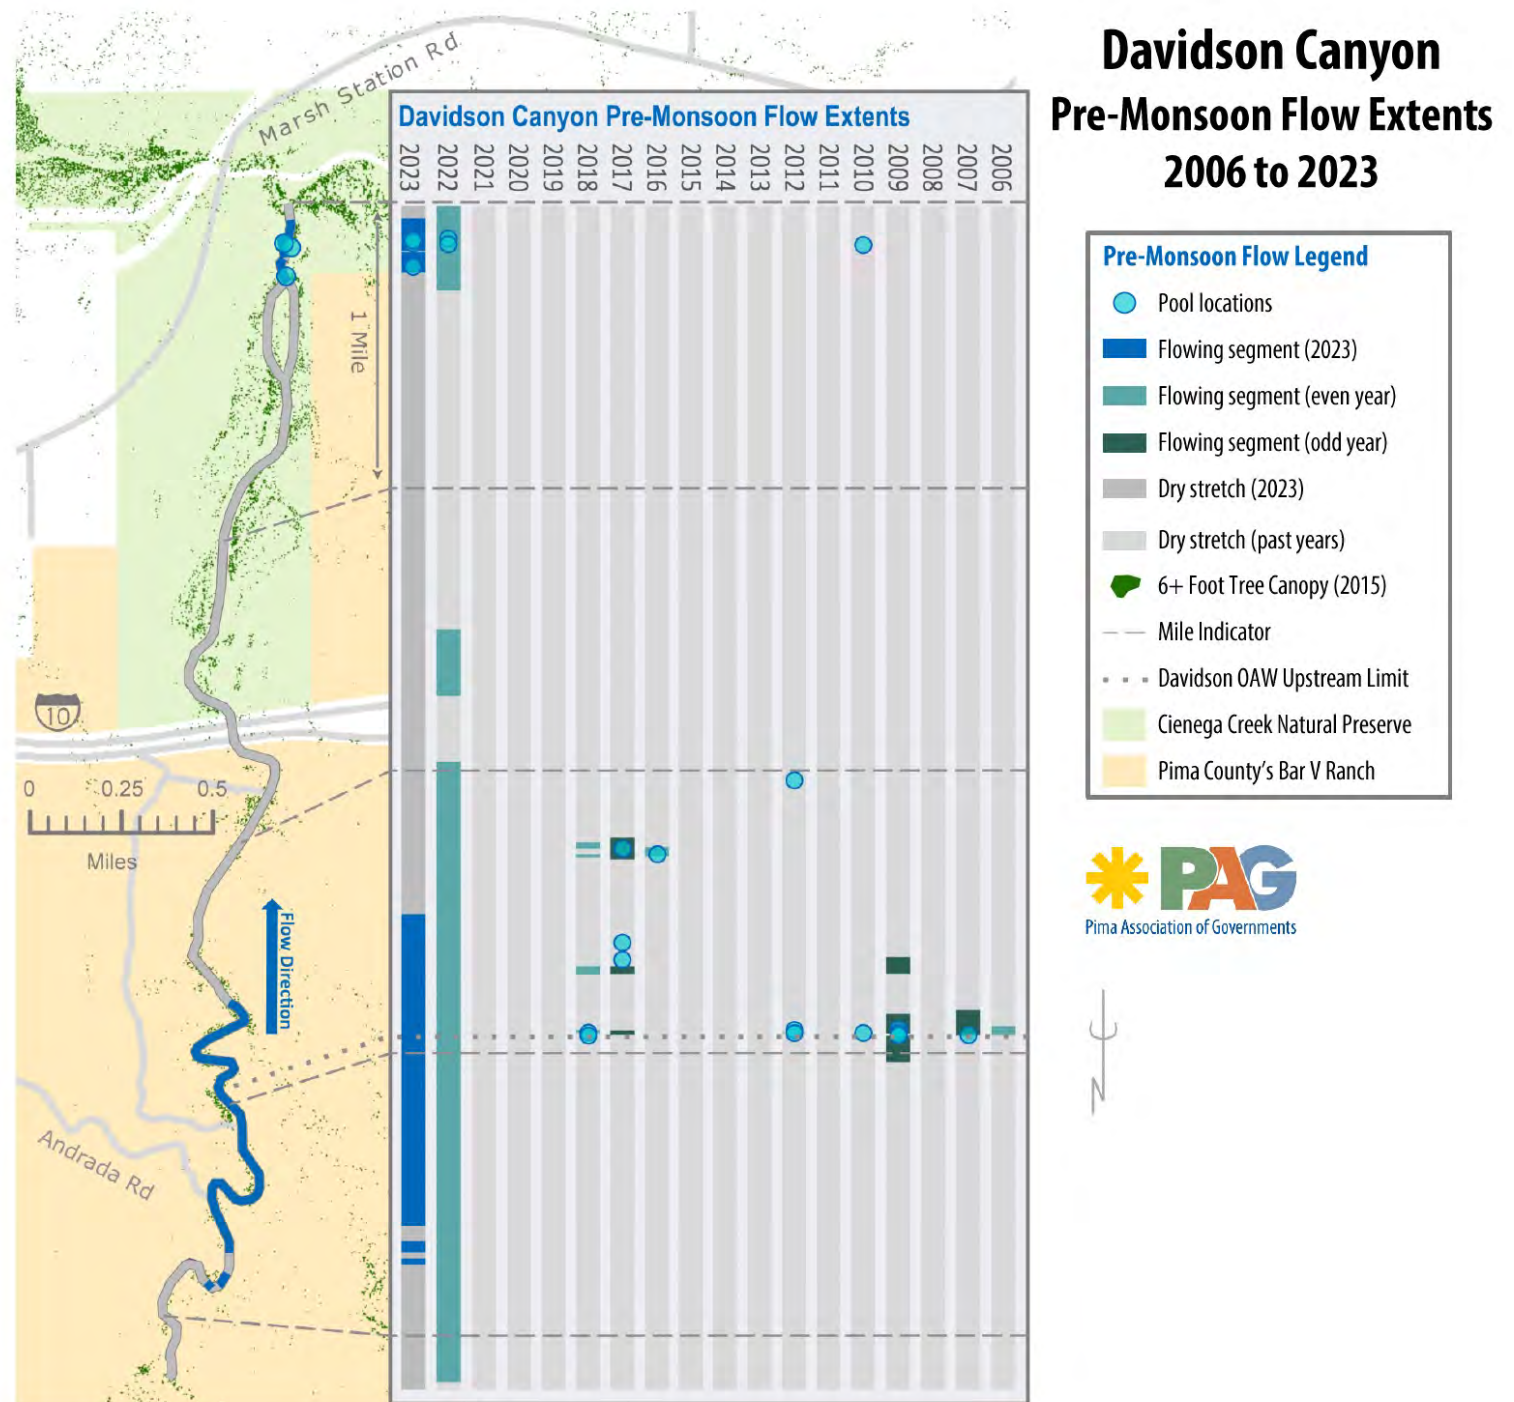 Marsh Station Rd
Davidson Canyon Pre-Monsoon Flow Extents
2023 2022 2021 2020 2019 2018 2017 2016 2015 2014 2013 2012 2011 2010 2009 2008 2007 2006
1 Mile
10
0 0.25 0.5
Miles
Flow Direction
Andrada Rd
Davidson Canyon
Pre-Monsoon Flow Extents
2006 to 2023
Pre-Monsoon Flow Legend
Pool locations
Flowing segment (2023)
Flowing segment (even year)
Flowing segment (odd year)
Dry stretch (2023)
Dry stretch (past years)
6+ Foot Tree Canopy (2015)
Mile Indicator
Davidson OAW Upstream Limit
Cienega Creek Natural Preserve
Pima County's Bar V Ranch
PAG
Pima Association of Governments
N